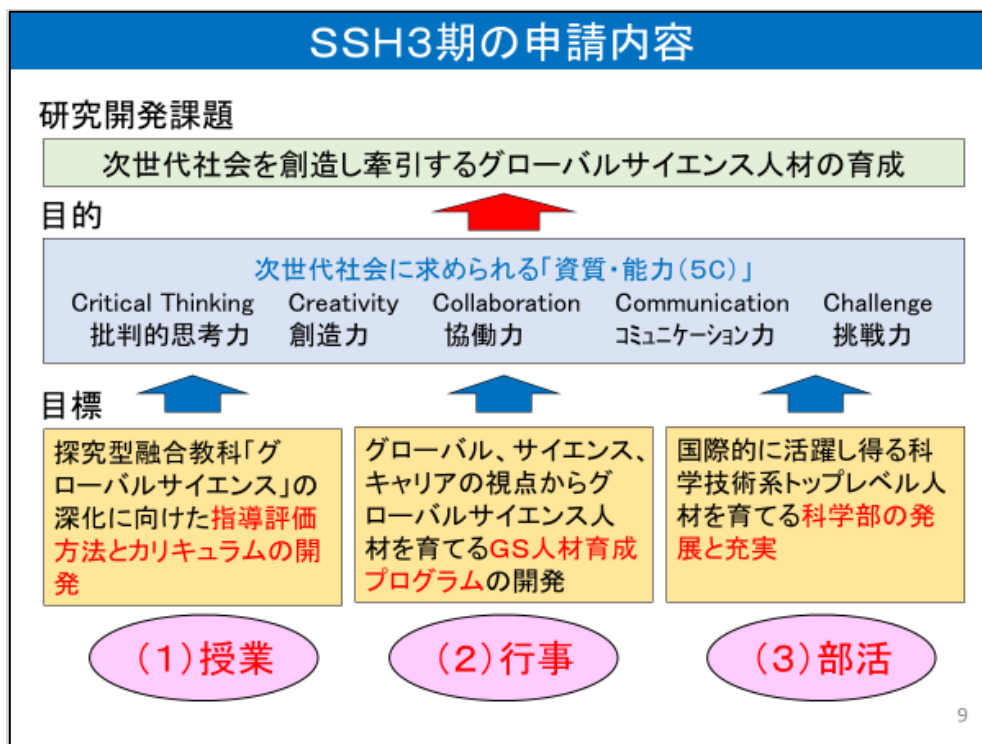 SSH3期の申請内容
研究開発課題
次世代社会を創造し牽引するグローバルサイエンス人材の育成
目的
次世代社会に求められる「資質・能力(5C)」
Critical Thinking Creativity Collaboration Communication Challenge
批判的思考力 創造力 協働力 コミュニケーション力 挑戦力
目標
探究型融合教科「グ
ローバルサイエンス」の
深化に向けた指導評価
方法とカリキュラムの開
発
グローバル、サイエンス、
キャリアの視点からグ
ローバルサイエンス人
材を育てるGS人材育成
プログラムの開発
国際的に活躍し得る科
学技術系トップレベル人
材を育てる科学部の発
展と充実
(1)授業
(2)行事
(3)部活
9